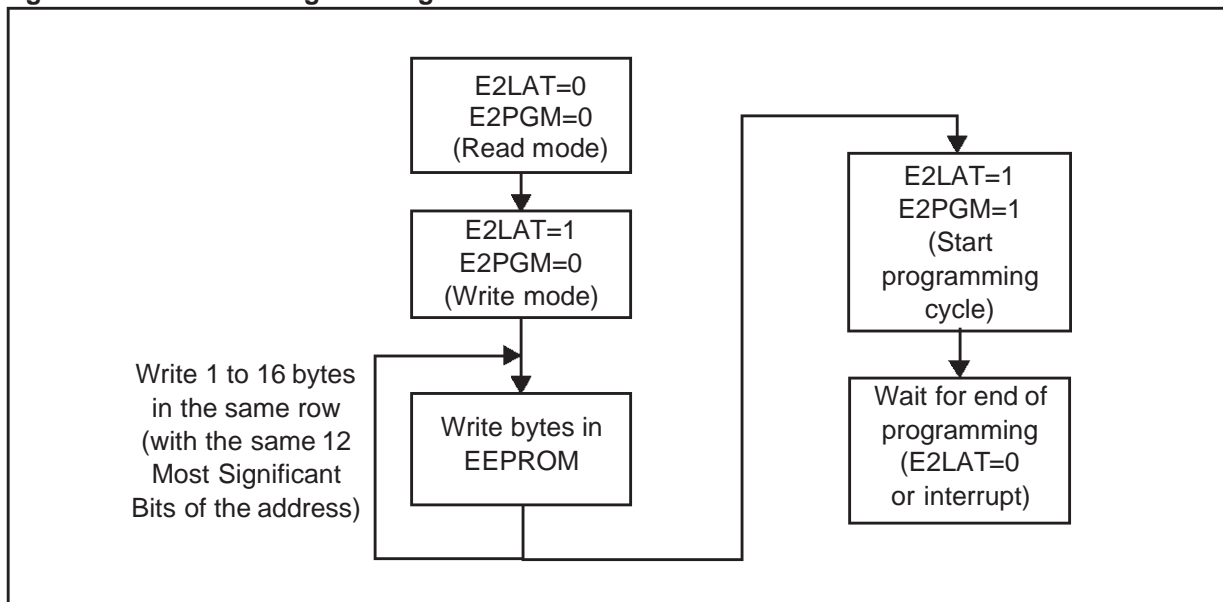 E2LAT=0
E2PGM=0
(Read mode)
E2LAT=1
E2PGM=0
(Write mode)
Write 1 to 16 bytes
in the same row
(with the same 12
Most Significant
Bits of the address)
Write bytes in
EEPROM
E2LAT=1
E2PGM=1
(Start
programming
cycle)
Wait for end of
programming
(E2LAT=0
or interrupt)